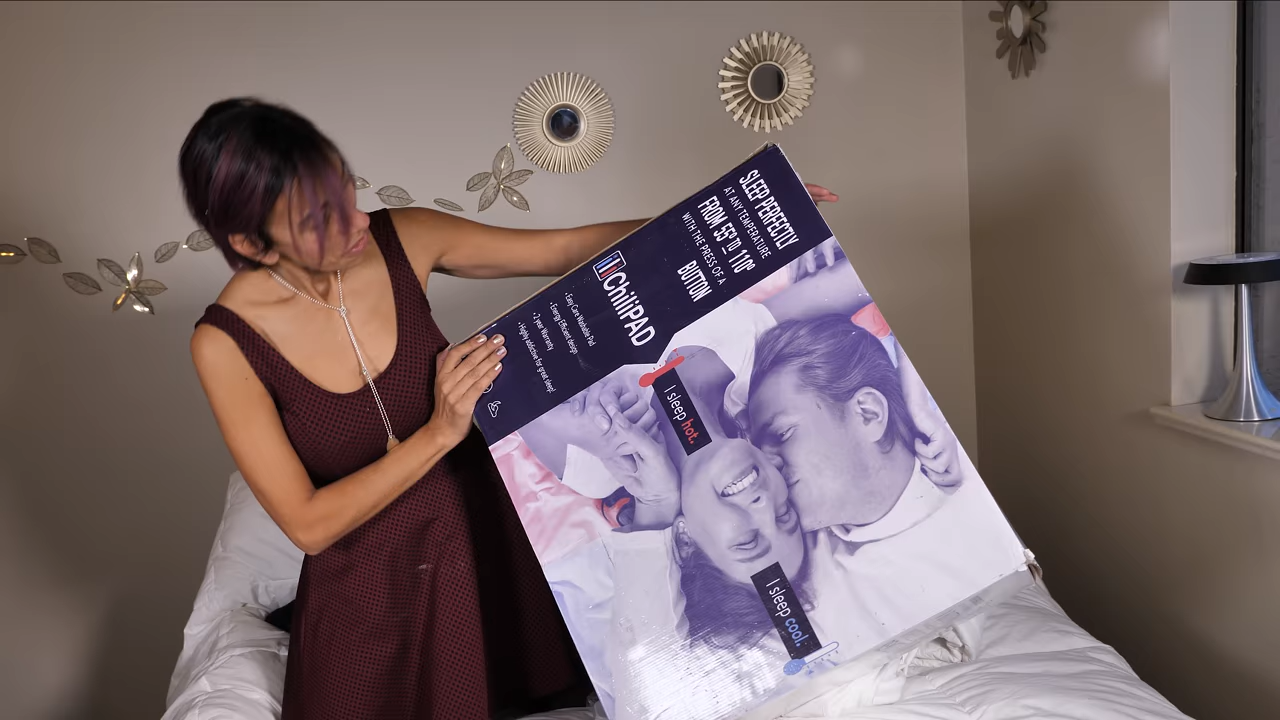 SLEEP PERFECTLY
AT ANY TEMPERATURE
FROM 55° TO 110°
WITH THE PRESS OF A
BUTTON
ChiliPAD
• Easy Care Washable Pad
• Energy Efficient design
• 2 year Warranty
• Highly addictive for great sleep!
I sleep hot.
I sleep cool.